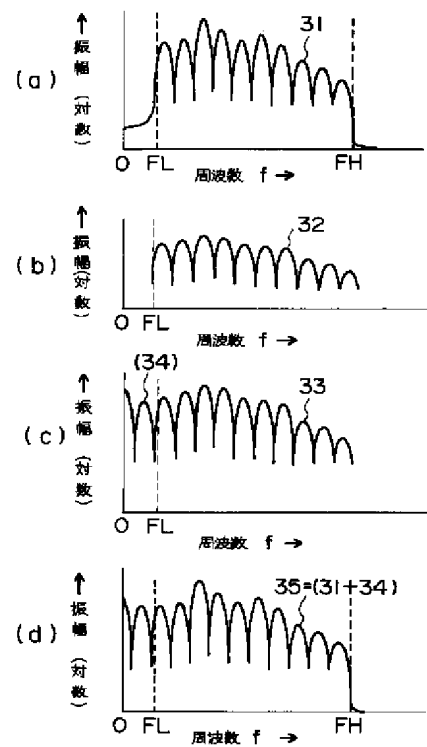 (a)
↑
振幅（対数）
31
O FL FH
周波数 f →
(b)
↑
振幅（対数）
32
O FL
周波数 f →
(c)
↑
振幅（対数）
(34)
33
O FL
周波数 f →
(d)
↑
振幅（対数）
35=(31+34)
O FL FH
周波数 f →